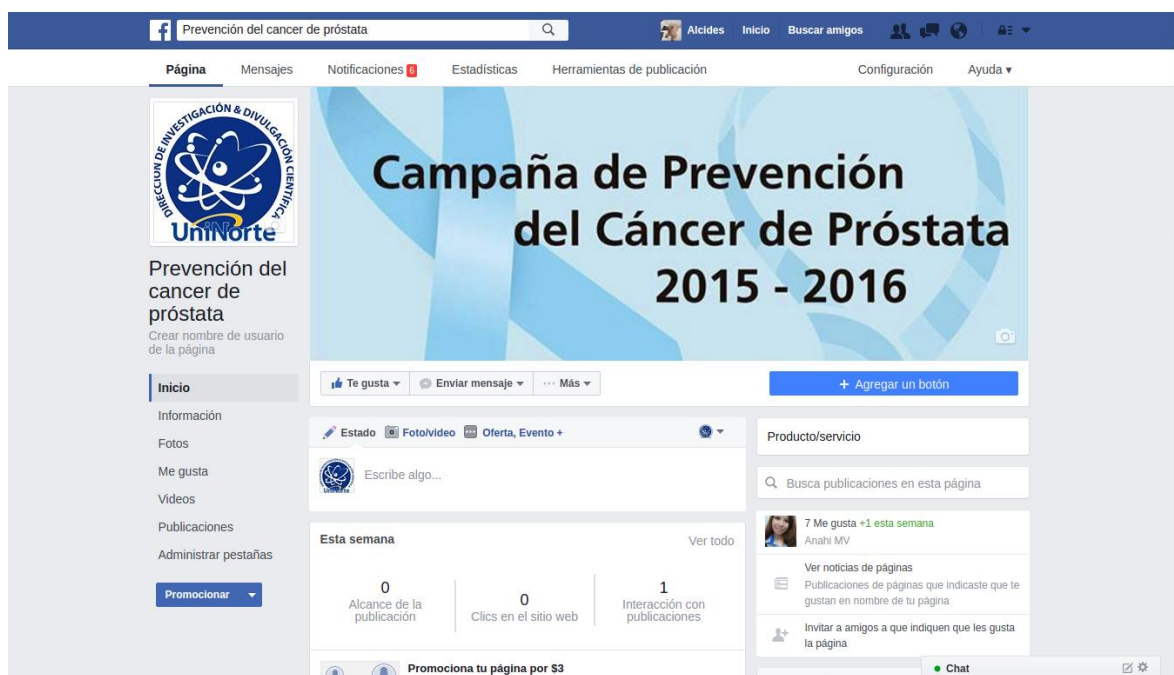 Prevención del cancer de próstata
Alcides Inicio Buscar amigos
Página Mensajes Notificaciones 6 Estadísticas Herramientas de publicación Configuración Ayuda
DIRECCION DE INVESTIGACIÓN & DIVULGACIÓN CIENTÍFICA
UniNorte
Campaña de Prevención
del Cáncer de Próstata
2015 - 2016
Prevención del
cancer de
próstata
Crear nombre de usuario
de la página
Inicio
Información
Fotos
Me gusta
Videos
Publicaciones
Administrar pestañas
Promocionar
Te gusta Enviar mensaje ··· Más
+ Agregar un botón
Estado Foto/video Oferta, Evento +
UniNorte
Escribe algo...
Esta semana Ver todo
0
Alcance de la
publicación
0
Clics en el sitio web
1
Interacción con
publicaciones
Promociona tu página por $3
Producto/servicio
Busca publicaciones en esta página
7 Me gusta +1 esta semana
Anahi MV
Ver noticias de páginas
Publicaciones de páginas que indicaste que te
gustan en nombre de tu página
Invitar a amigos a que indiquen que les gusta
la página
Chat